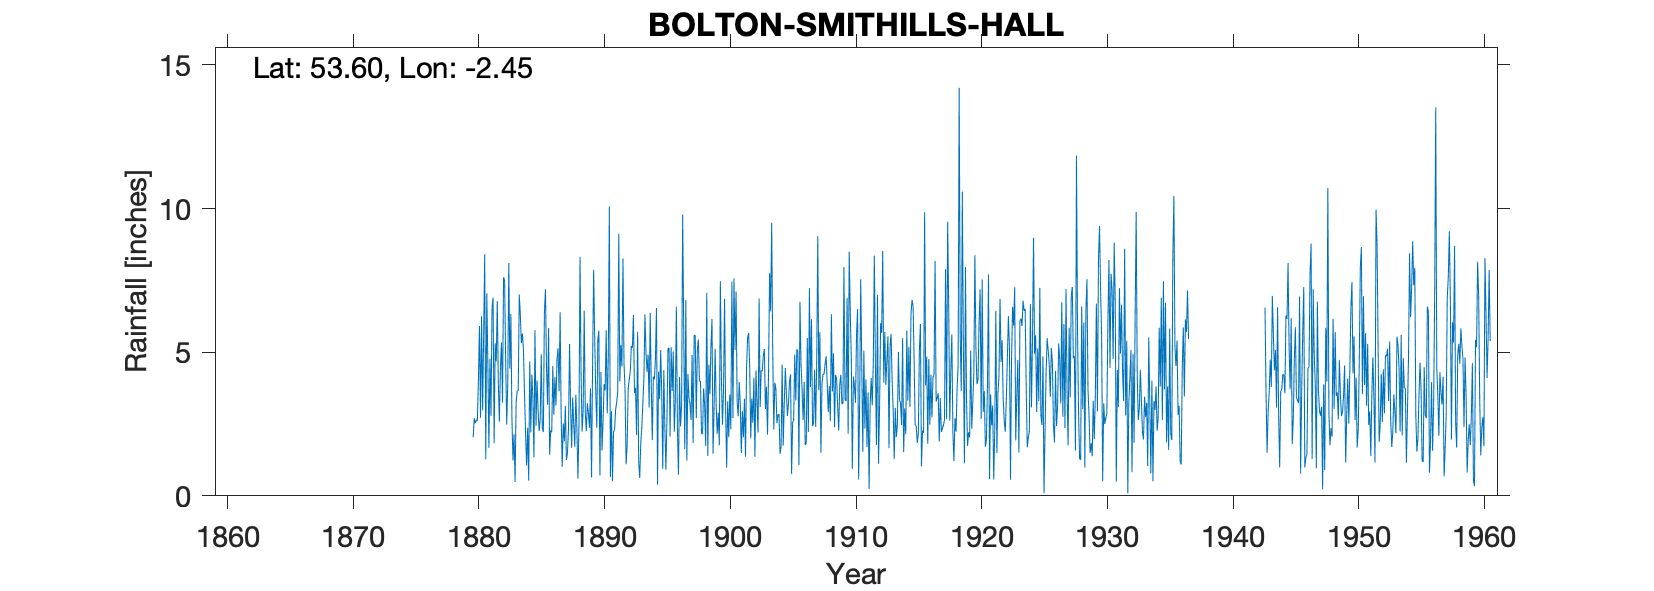 BOLTON-SMITHILLS-HALL
Lat: 53.60, Lon: -2.45
Rainfall [inches]
15
10
5
0
1860 1870 1880 1890 1900 1910 1920 1930 1940 1950 1960
Year